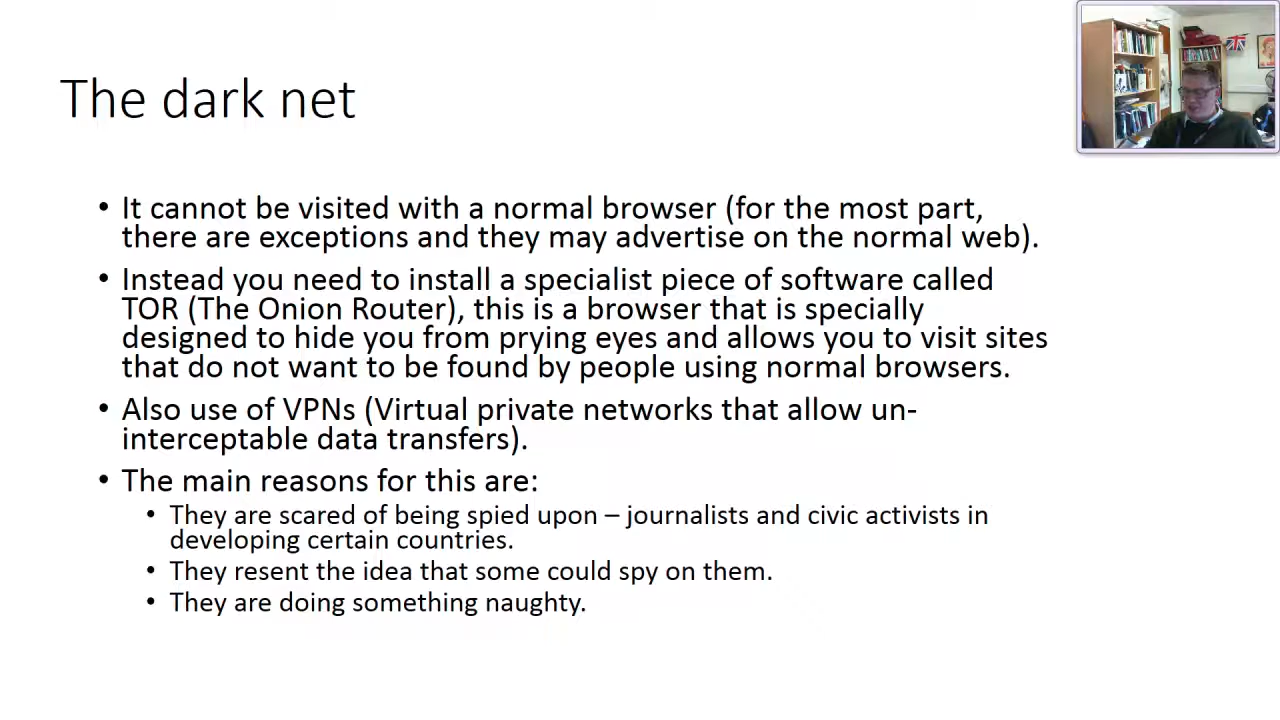 The dark net
• It cannot be visited with a normal browser (for the most part,
there are exceptions and they may advertise on the normal web).
• Instead you need to install a specialist piece of software called
TOR (The Onion Router), this is a browser that is specially
designed to hide you from prying eyes and allows you to visit sites
that do not want to be found by people using normal browsers.
• Also use of VPNs (Virtual private networks that allow un-
interceptable data transfers).
• The main reasons for this are:
• They are scared of being spied upon – journalists and civic activists in
developing certain countries.
• They resent the idea that some could spy on them.
• They are doing something naughty.